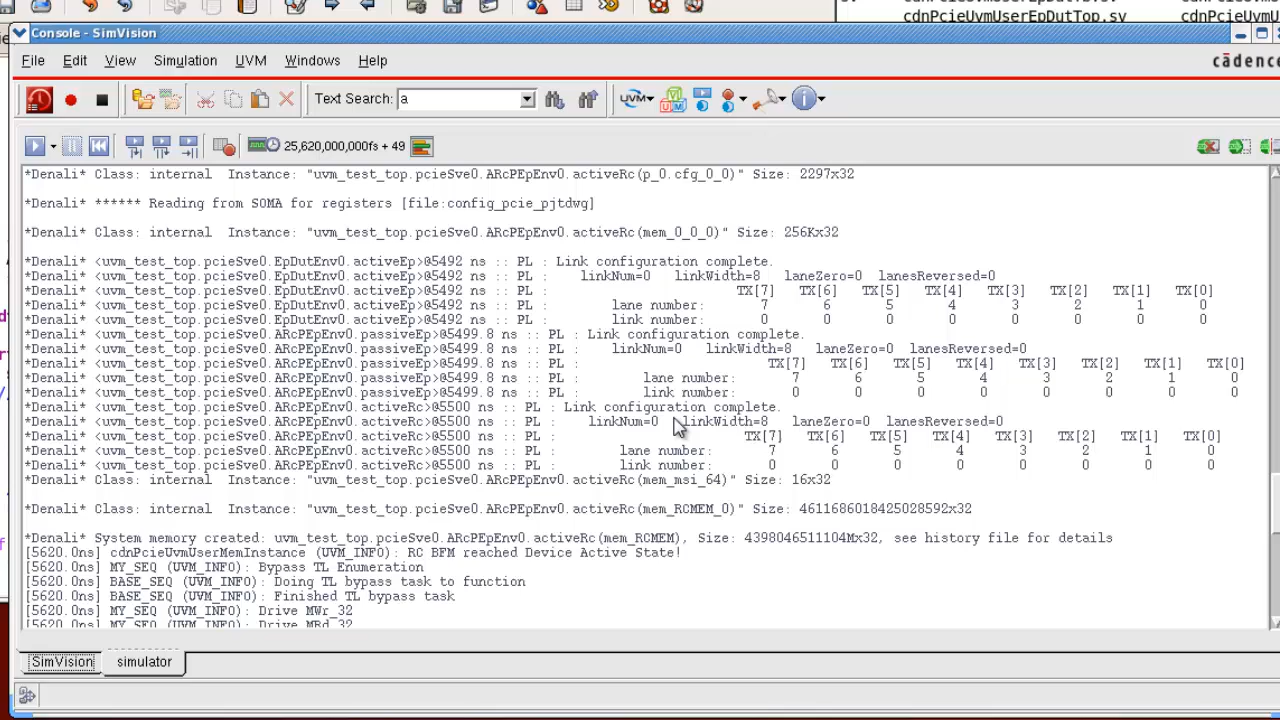 cdnPcieUvmUserEpDutTop.sv cdnPcieUvmUserEpDutTop.sv
Console - SimVision
File Edit View Simulation UVM Windows Help
cādence
Text Search: a
25,620,000,000fs + 49
*Denali* Class: internal Instance: "uvm_test_top.pcieSve0.ARcPEpEnv0.activeRc(p_0.cfg_0_0)" Size: 2297x32
*Denali* ****** Reading from SOMA for registers [file:config_pcie_pjtdwg]
*Denali* Class: internal Instance: "uvm_test_top.pcieSve0.ARcPEpEnv0.activeRc(mem_0_0_0)" Size: 256Kx32
*Denali* <uvm_test_top.pcieSve0.EpDutEnv0.activeEp>@5492 ns :: PL : Link configuration complete.
*Denali* <uvm_test_top.pcieSve0.EpDutEnv0.activeEp>@5492 ns :: PL : linkNum=0 linkWidth=8 laneZero=0 lanesReversed=0
*Denali* <uvm_test_top.pcieSve0.EpDutEnv0.activeEp>@5492 ns :: PL : TX[7] TX[6] TX[5] TX[4] TX[3] TX[2] TX[1] TX[0]
*Denali* <uvm_test_top.pcieSve0.EpDutEnv0.activeEp>@5492 ns :: PL : lane number: 7 6 5 4 3 2 1 0
*Denali* <uvm_test_top.pcieSve0.EpDutEnv0.activeEp>@5492 ns :: PL : link number: 0 0 0 0 0 0 0 0
*Denali* <uvm_test_top.pcieSve0.ARcPEpEnv0.passiveEp>@5499.8 ns :: PL : Link configuration complete.
*Denali* <uvm_test_top.pcieSve0.ARcPEpEnv0.passiveEp>@5499.8 ns :: PL : linkNum=0 linkWidth=8 laneZero=0 lanesReversed=0
*Denali* <uvm_test_top.pcieSve0.ARcPEpEnv0.passiveEp>@5499.8 ns :: PL : TX[7] TX[6] TX[5] TX[4] TX[3] TX[2] TX[1] TX[0]
*Denali* <uvm_test_top.pcieSve0.ARcPEpEnv0.passiveEp>@5499.8 ns :: PL : lane number: 7 6 5 4 3 2 1 0
*Denali* <uvm_test_top.pcieSve0.ARcPEpEnv0.passiveEp>@5499.8 ns :: PL : link number: 0 0 0 0 0 0 0 0
*Denali* <uvm_test_top.pcieSve0.ARcPEpEnv0.activeRc>@5500 ns :: PL : Link configuration complete.
*Denali* <uvm_test_top.pcieSve0.ARcPEpEnv0.activeRc>@5500 ns :: PL : linkNum=0 linkWidth=8 laneZero=0 lanesReversed=0
*Denali* <uvm_test_top.pcieSve0.ARcPEpEnv0.activeRc>@5500 ns :: PL : TX[7] TX[6] TX[5] TX[4] TX[3] TX[2] TX[1] TX[0]
*Denali* <uvm_test_top.pcieSve0.ARcPEpEnv0.activeRc>@5500 ns :: PL : lane number: 7 6 5 4 3 2 1 0
*Denali* <uvm_test_top.pcieSve0.ARcPEpEnv0.activeRc>@5500 ns :: PL : link number: 0 0 0 0 0 0 0 0
*Denali* Class: internal Instance: "uvm_test_top.pcieSve0.ARcPEpEnv0.activeRc(mem_msi_64)" Size: 16x32
*Denali* Class: internal Instance: "uvm_test_top.pcieSve0.ARcPEpEnv0.activeRc(mem_RCMEM_0)" Size: 4611686018425028592x32
*Denali* System memory created: uvm_test_top.pcieSve0.ARcPEpEnv0.activeRc(mem_RCMEM), Size: 4398046511104Mx32, see history file for details
[5620.0ns] cdnPcieUvmUserMemInstance (UVM_INFO): RC BFM reached Device Active State!
[5620.0ns] MY_SEQ (UVM_INFO): Bypass TL Enumeration
[5620.0ns] BASE_SEQ (UVM_INFO): Doing TL bypass task to function
[5620.0ns] BASE_SEQ (UVM_INFO): Finished TL bypass task
[5620.0ns] MY_SEQ (UVM_INFO): Drive MWr_32
[5620.0ns] MY_SEQ (UVM_INFO): Drive MRd_32
SimVision simulator